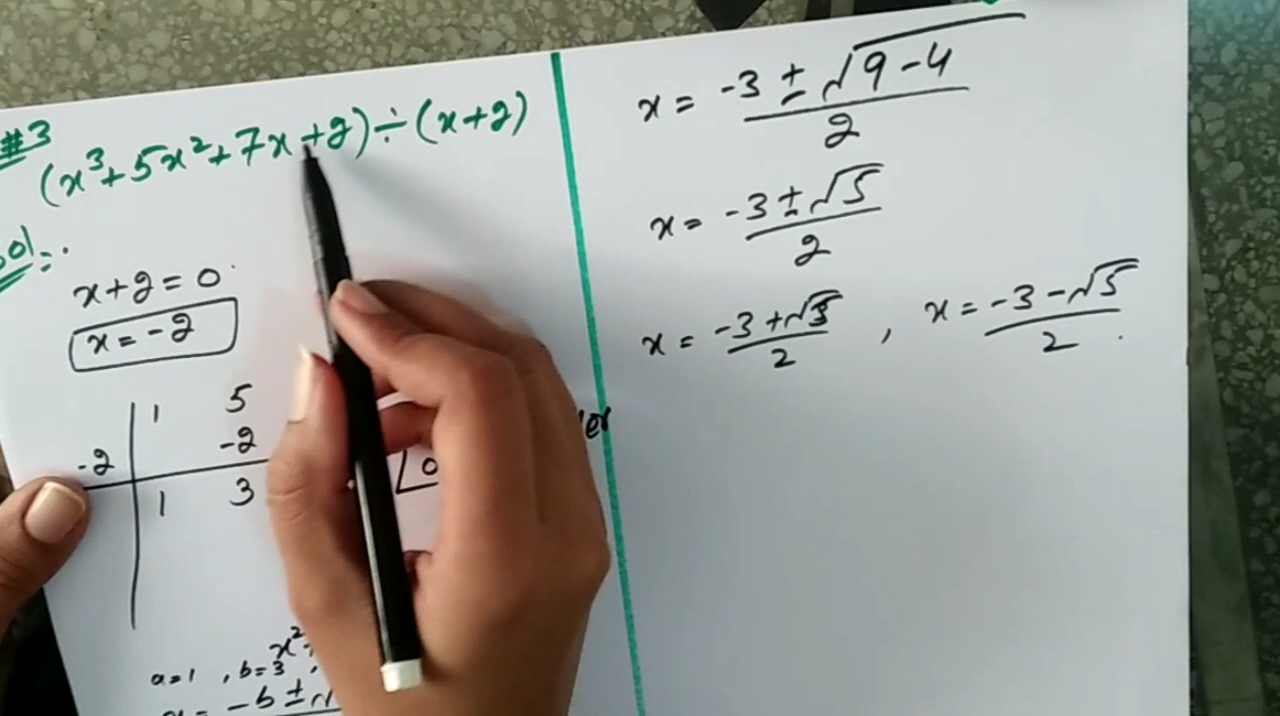 #3
(x³+5x²+7x+2)÷(x+2)
x+2=0
x=-2
1 5
-2
-2
1 3 0
x²+
a=1 , b=3 ,
x = -b±√
x = -3±√9-4 / 2
x = -3±√5 / 2
x = -3+√5 / 2 , x = -3-√5 / 2 .